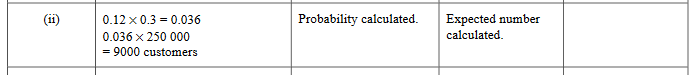 (ii)
0.12 × 0.3 = 0.036
0.036 × 250 000
= 9000 customers
Probability calculated.
Expected number
calculated.